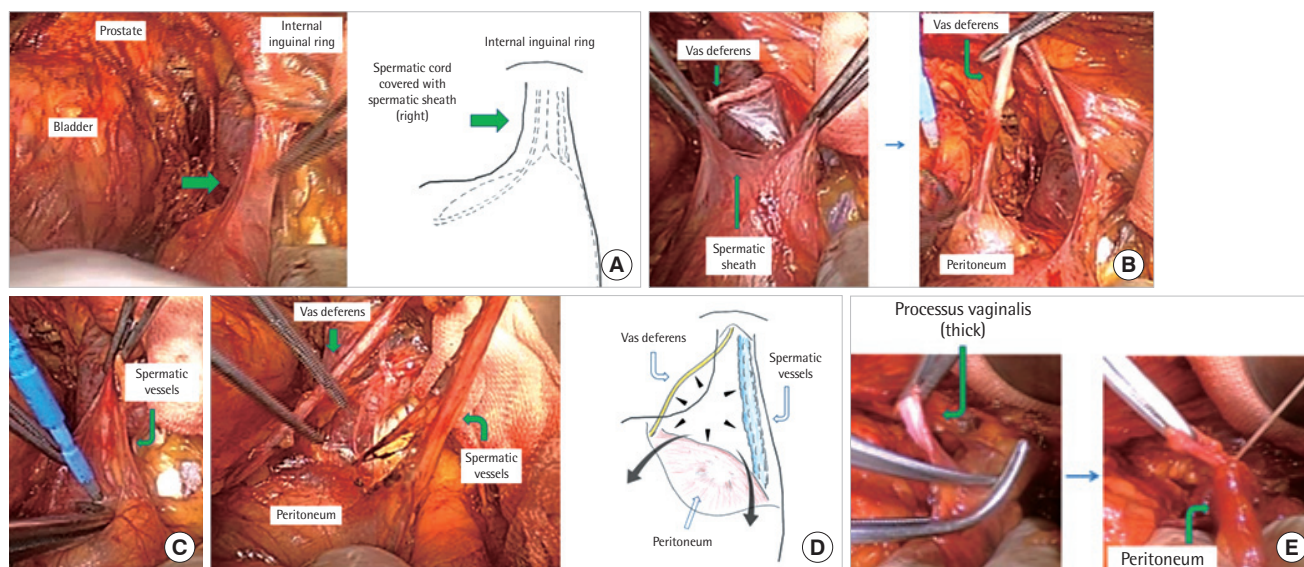 Prostate
Internal
inguinal ring
Bladder
Internal inguinal ring
Spermatic cord
covered with
spermatic sheath
(right)
A
Vas deferens
Spermatic
sheath
Vas deferens
Peritoneum
B
Spermatic
vessels
C
Vas deferens
Spermatic
vessels
Peritoneum
Vas deferens
Spermatic
vessels
Peritoneum
D
Processus vaginalis
(thick)
Peritoneum
E